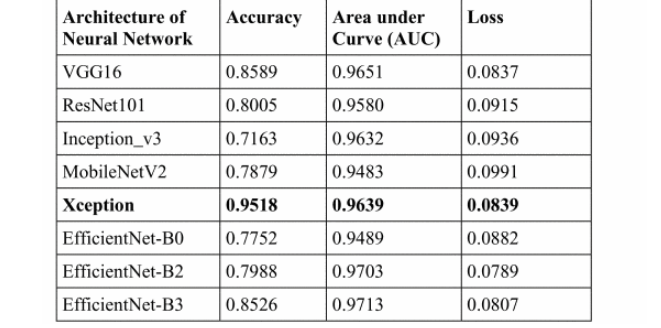 Architecture of Neural Network | Accuracy | Area under Curve (AUC) | Loss
VGG16 | 0.8589 | 0.9651 | 0.0837
ResNet101 | 0.8005 | 0.9580 | 0.0915
Inception_v3 | 0.7163 | 0.9632 | 0.0936
MobileNetV2 | 0.7879 | 0.9483 | 0.0991
Xception | 0.9518 | 0.9639 | 0.0839
EfficientNet-B0 | 0.7752 | 0.9489 | 0.0882
EfficientNet-B2 | 0.7988 | 0.9703 | 0.0789
EfficientNet-B3 | 0.8526 | 0.9713 | 0.0807